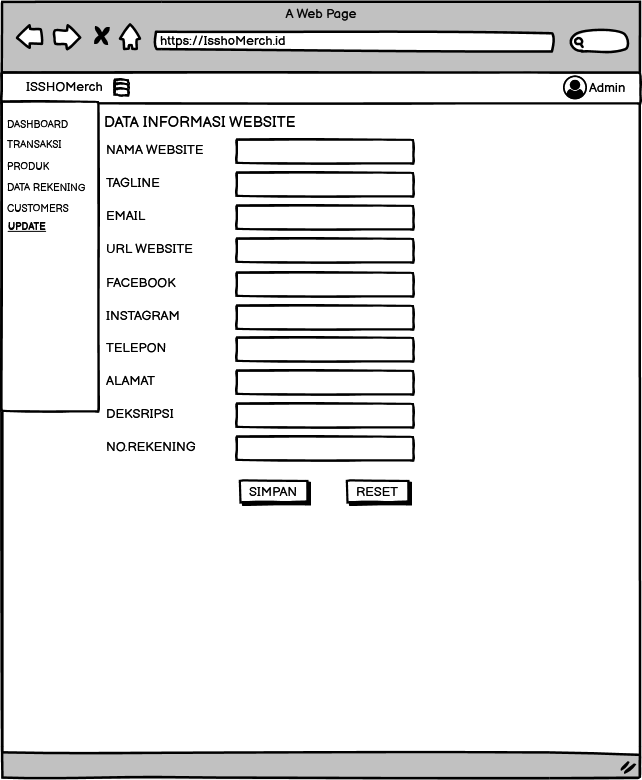 A Web Page
https://IsshoMerch.id
ISSHOMerch
Admin
DASHBOARD
TRANSAKSI
PRODUK
DATA REKENING
CUSTOMERS
UPDATE
DATA INFORMASI WEBSITE
NAMA WEBSITE
TAGLINE
EMAIL
URL WEBSITE
FACEBOOK
INSTAGRAM
TELEPON
ALAMAT
DEKSRIPSI
NO.REKENING
SIMPAN RESET